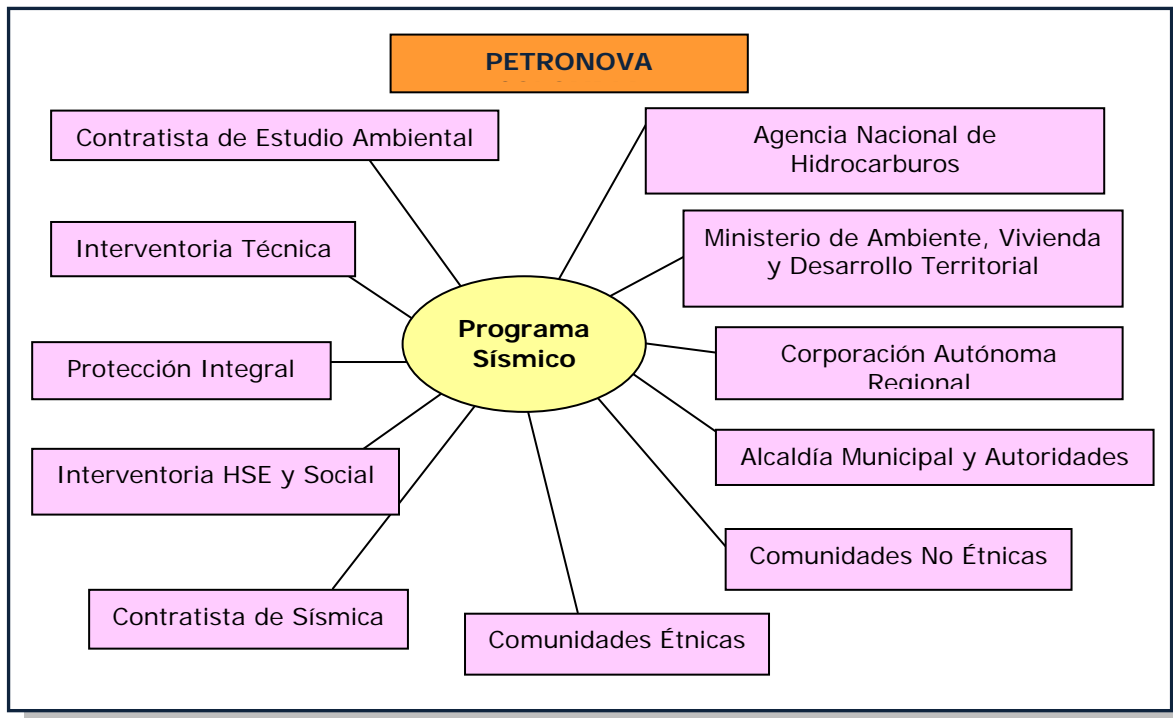 PETRONOVA
Contratista de Estudio Ambiental
Agencia Nacional de
Hidrocarburos
Interventoria Técnica
Ministerio de Ambiente, Vivienda
y Desarrollo Territorial
Programa
Sísmico
Protección Integral
Corporación Autónoma
Regional
Interventoria HSE y Social
Alcaldía Municipal y Autoridades
Comunidades No Étnicas
Contratista de Sísmica
Comunidades Étnicas